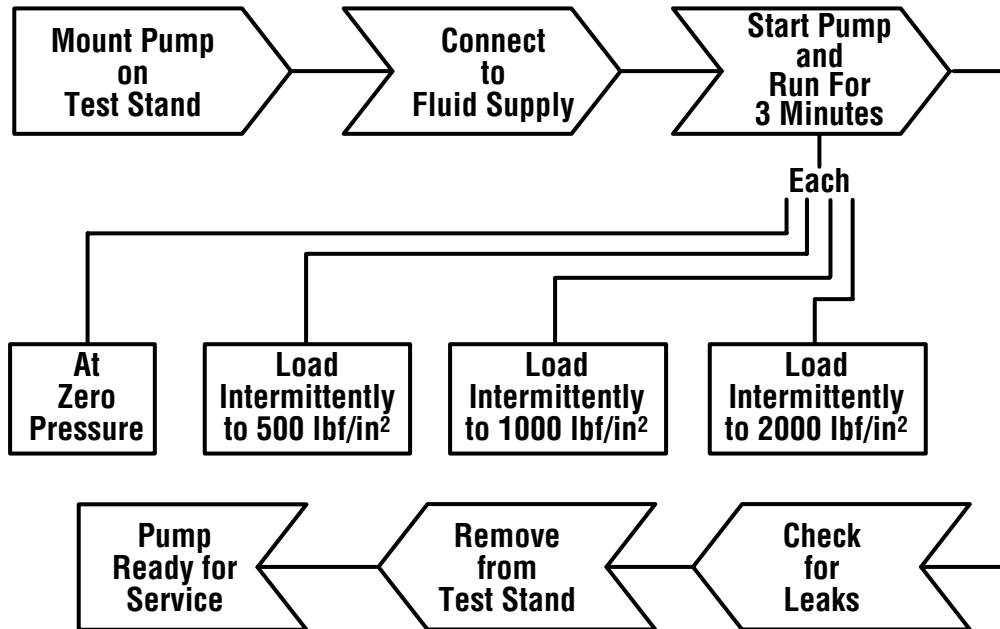 Mount Pump
on
Test Stand
Connect
to
Fluid Supply
Start Pump
and
Run For
3 Minutes
Each
At
Zero
Pressure
Load
Intermittently
to 500 lbf/in²
Load
Intermittently
to 1000 lbf/in²
Load
Intermittently
to 2000 lbf/in²
Pump
Ready for
Service
Remove
from
Test Stand
Check
for
Leaks